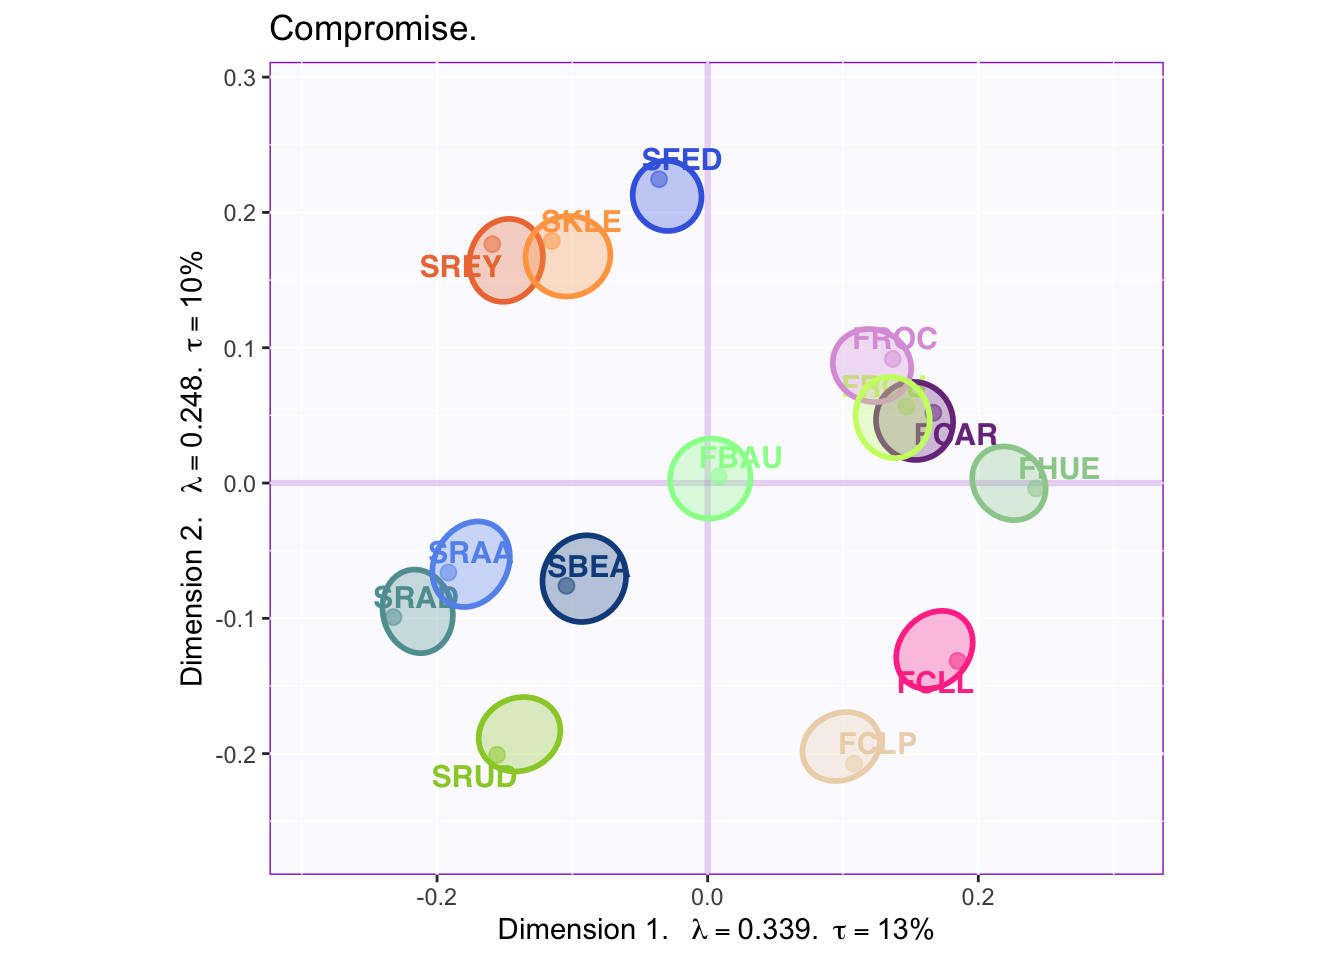 Compromise.
0.3
SFED
0.2
SKLE
SREY
0.1
FROC
FCAR
FBAU
FHUE
0.0
SRAA
SBEA
SRAD
-0.1
FCLL
FCLP
-0.2
SRUD
-0.2 0.0 0.2
Dimension 1. λ = 0.339. τ = 13%
Dimension 2. λ = 0.248. τ = 10%